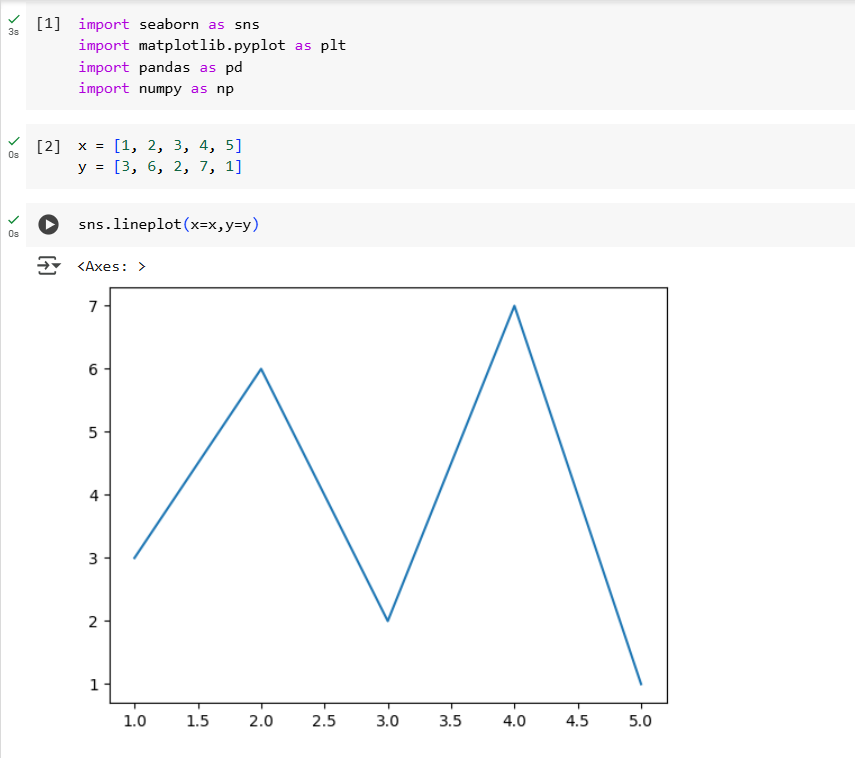 [1] import seaborn as sns
3s
import matplotlib.pyplot as plt
import pandas as pd
import numpy as np
[2] x = [1, 2, 3, 4, 5]
0s
y = [3, 6, 2, 7, 1]
sns.lineplot(x=x,y=y)
0s
<Axes: >
7
6
5
4
3
2
1
1.0 1.5 2.0 2.5 3.0 3.5 4.0 4.5 5.0